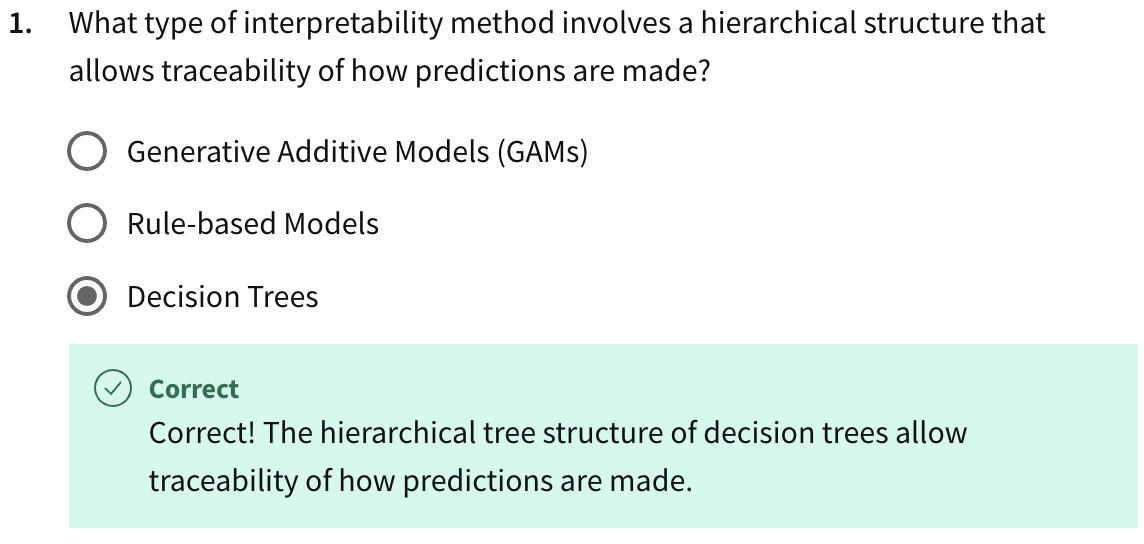 1. What type of interpretability method involves a hierarchical structure that
allows traceability of how predictions are made?
Generative Additive Models (GAMs)
Rule-based Models
Decision Trees
Correct
Correct! The hierarchical tree structure of decision trees allow
traceability of how predictions are made.